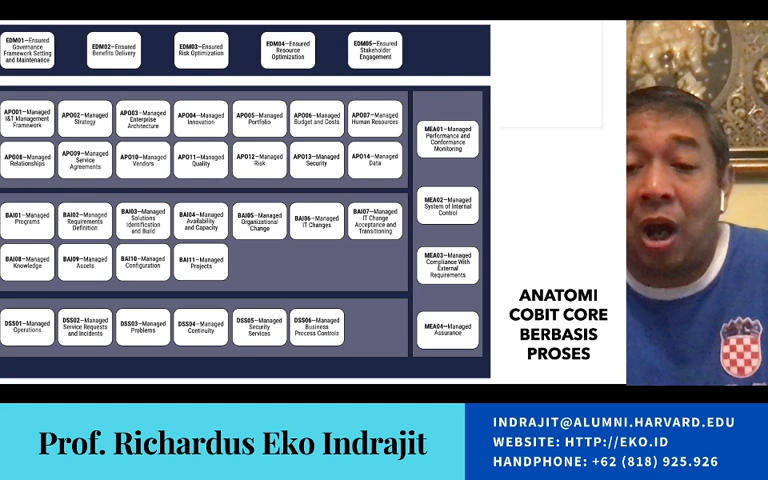 EDM01—Ensured
Governance
Framework Setting
and Maintenance
EDM02—Ensured
Benefits Delivery
EDM03—Ensured
Risk Optimization
EDM04—Ensured
Resource
Optimization
EDM05—Ensured
Stakeholder
Engagement
APO01—Managed
I&T Management
Framework
APO02—Managed
Strategy
APO03—Managed
Enterprise
Architecture
APO04—Managed
Innovation
APO05—Managed
Portfolio
APO06—Managed
Budget and Costs
APO07—Managed
Human Resources
APO08—Managed
Relationships
APO09—Managed
Service
Agreements
APO10—Managed
Vendors
APO11—Managed
Quality
APO12—Managed
Risk
APO13—Managed
Security
APO14—Managed
Data
BAI01—Managed
Programs
BAI02—Managed
Requirements
Definition
BAI03—Managed
Solutions
Identification
and Build
BAI04—Managed
Availability
and Capacity
BAI05—Managed
Organizational
Change
BAI06—Managed
IT Changes
BAI07—Managed
IT Change
Acceptance and
Transitioning
BAI08—Managed
Knowledge
BAI09—Managed
Assets
BAI10—Managed
Configuration
BAI11—Managed
Projects
DSS01—Managed
Operations
DSS02—Managed
Service Requests
and Incidents
DSS03—Managed
Problems
DSS04—Managed
Continuity
DSS05—Managed
Security
Services
DSS06—Managed
Business
Process Controls
MEA01—Managed
Performance and
Conformance
Monitoring
MEA02—Managed
System of Internal
Control
MEA03—Managed
Compliance With
External
Requirements
MEA04—Managed
Assurance
ANATOMI
COBIT CORE
BERBASIS
PROSES
Prof. Richardus Eko Indrajit
INDRAJIT@ALUMNI.HARVARD.EDU
WEBSITE: HTTP://EKO.ID
HANDPHONE: +62 (818) 925.926